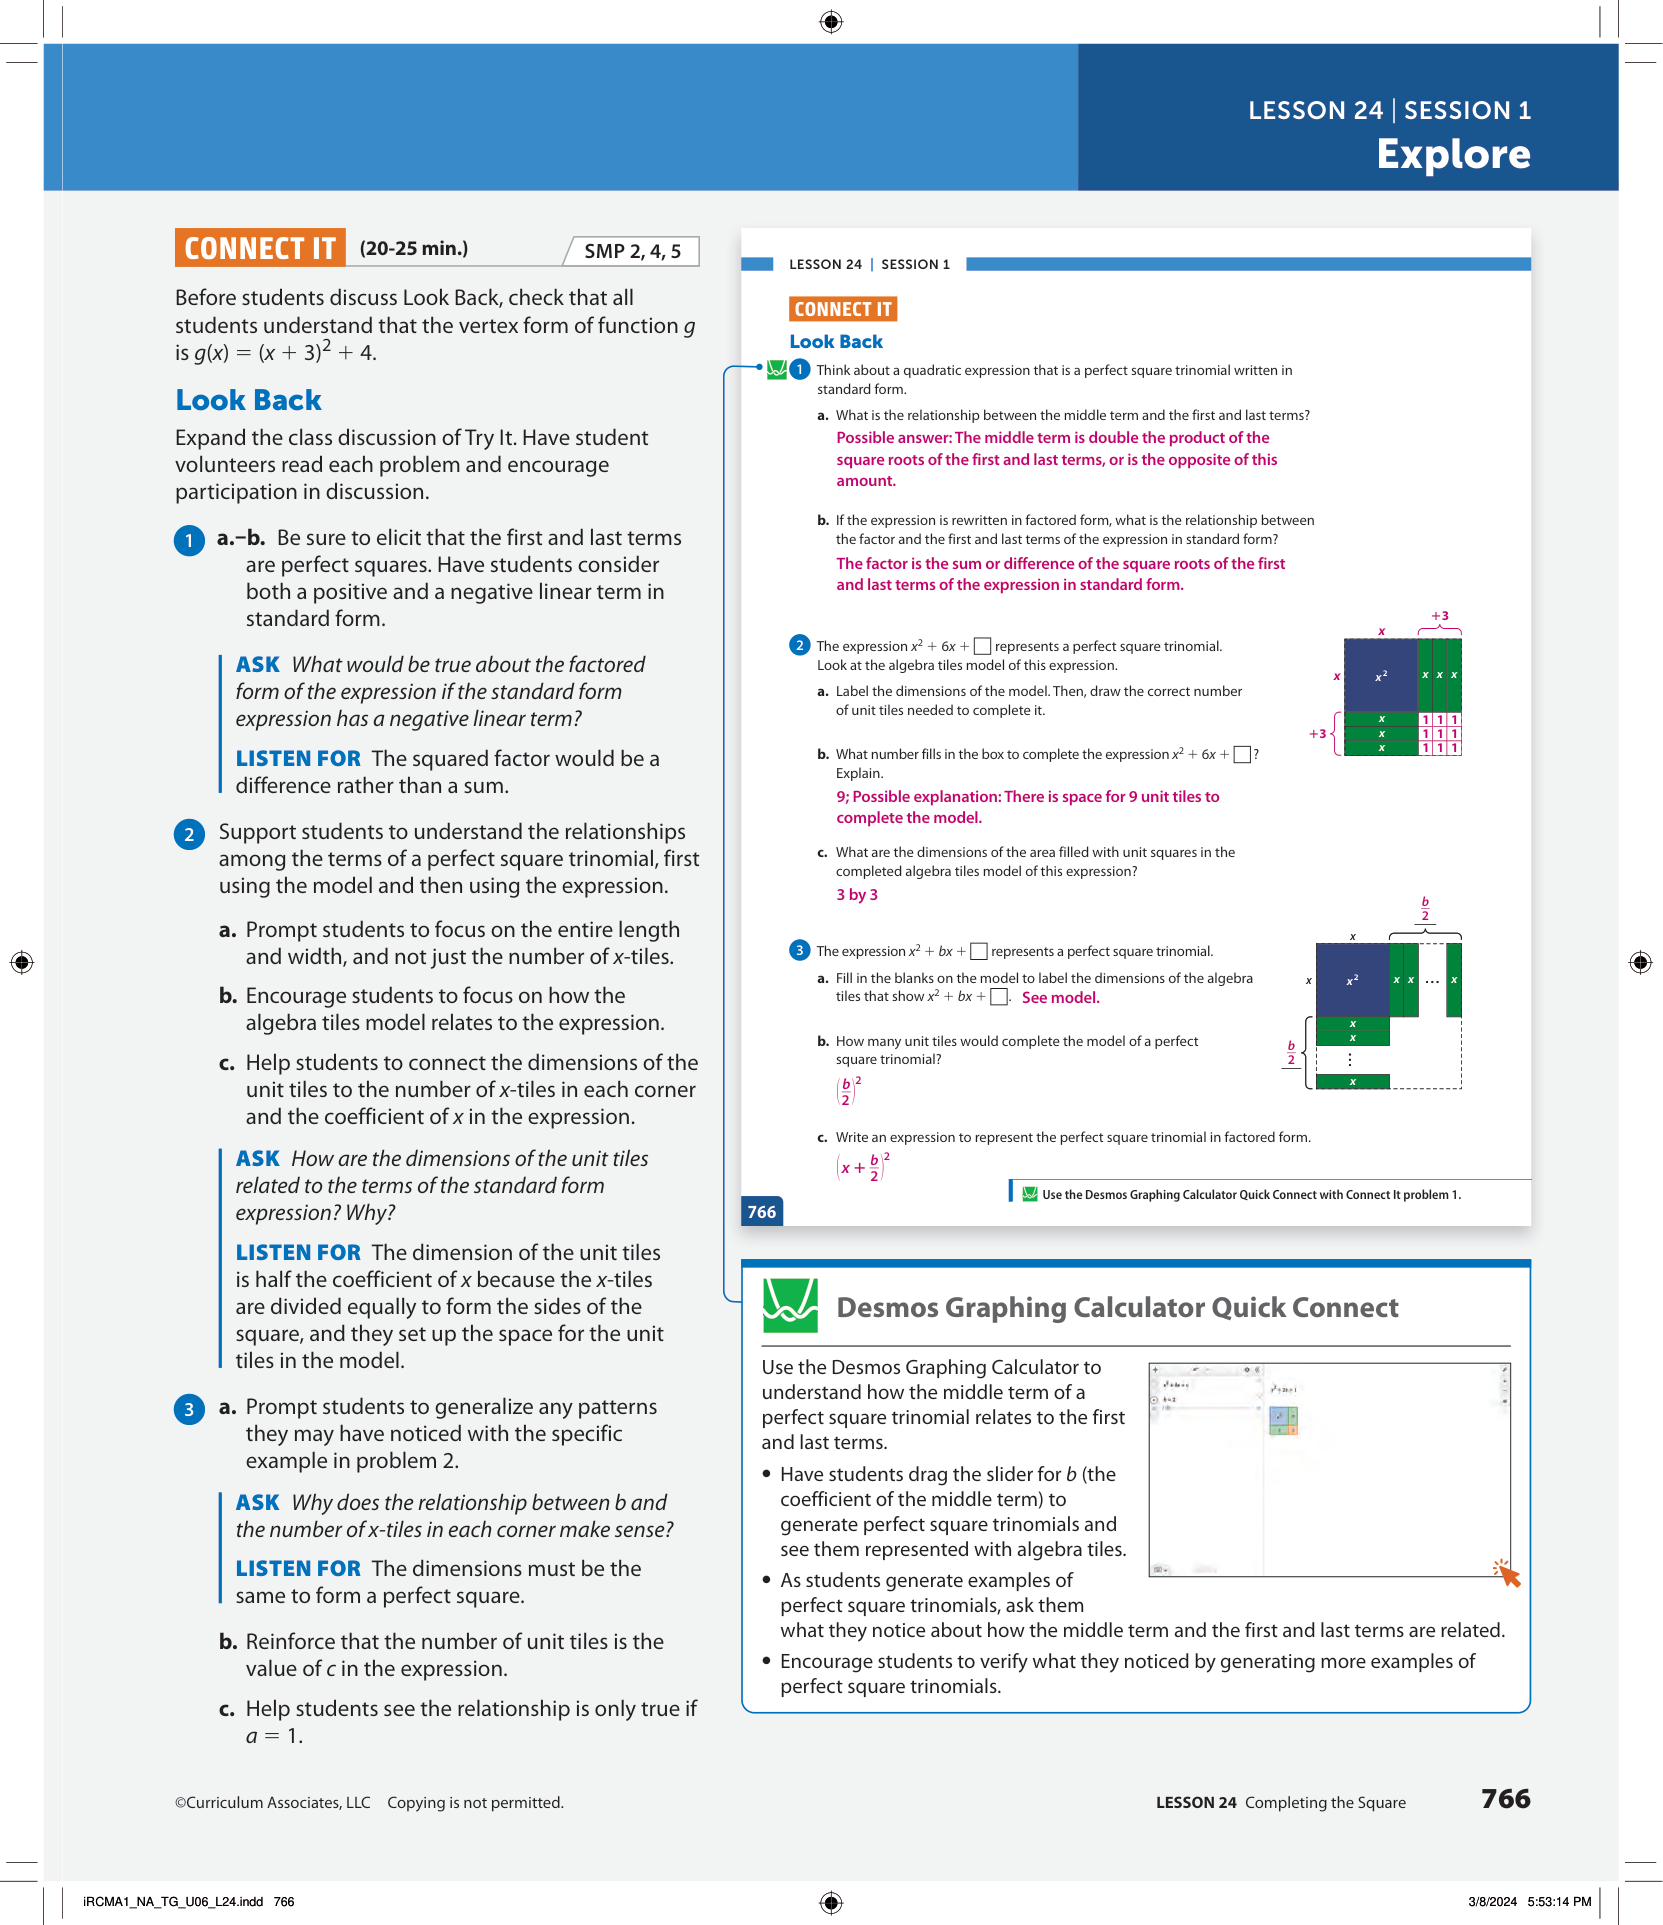 LESSON 24 | SESSION 1
Explore
CONNECT IT (20-25 min.) SMP 2, 4, 5
Before students discuss Look Back, check that all
students understand that the vertex form of function g
is g(x) = (x + 3)² + 4.
Look Back
Expand the class discussion of Try It. Have student
volunteers read each problem and encourage
participation in discussion.
1 a.–b. Be sure to elicit that the first and last terms
are perfect squares. Have students consider
both a positive and a negative linear term in
standard form.
ASK What would be true about the factored
form of the expression if the standard form
expression has a negative linear term?
LISTEN FOR The squared factor would be a
difference rather than a sum.
2 Support students to understand the relationships
among the terms of a perfect square trinomial, first
using the model and then using the expression.
a. Prompt students to focus on the entire length
and width, and not just the number of x-tiles.
b. Encourage students to focus on how the
algebra tiles model relates to the expression.
c. Help students to connect the dimensions of the
unit tiles to the number of x-tiles in each corner
and the coefficient of x in the expression.
ASK How are the dimensions of the unit tiles
related to the terms of the standard form
expression? Why?
LISTEN FOR The dimension of the unit tiles
is half the coefficient of x because the x-tiles
are divided equally to form the sides of the
square, and they set up the space for the unit
tiles in the model.
3 a. Prompt students to generalize any patterns
they may have noticed with the specific
example in problem 2.
ASK Why does the relationship between b and
the number of x-tiles in each corner make sense?
LISTEN FOR The dimensions must be the
same to form a perfect square.
b. Reinforce that the number of unit tiles is the
value of c in the expression.
c. Help students see the relationship is only true if
a = 1.
LESSON 24 | SESSION 1
CONNECT IT
Look Back
1 Think about a quadratic expression that is a perfect square trinomial written in
standard form.
a. What is the relationship between the middle term and the first and last terms?
Possible answer: The middle term is double the product of the
square roots of the first and last terms, or is the opposite of this
amount.
b. If the expression is rewritten in factored form, what is the relationship between
the factor and the first and last terms of the expression in standard form?
The factor is the sum or difference of the square roots of the first
and last terms of the expression in standard form.
2 The expression x² + 6x + □ represents a perfect square trinomial.
Look at the algebra tiles model of this expression.
a. Label the dimensions of the model. Then, draw the correct number
of unit tiles needed to complete it.
b. What number fills in the box to complete the expression x² + 6x + □?
Explain.
9; Possible explanation: There is space for 9 unit tiles to
complete the model.
c. What are the dimensions of the area filled with unit squares in the
completed algebra tiles model of this expression?
3 by 3
+3
x
x x² x x x
+3
x 1 1 1
x 1 1 1
x 1 1 1
3 The expression x² + bx + □ represents a perfect square trinomial.
a. Fill in the blanks on the model to label the dimensions of the algebra
tiles that show x² + bx + □. See model.
b. How many unit tiles would complete the model of a perfect
square trinomial?
(b/2)²
c. Write an expression to represent the perfect square trinomial in factored form.
(x + b/2)²
b/2
x
x x² x x ... x
x
x
b/2 ⋮
x
Use the Desmos Graphing Calculator Quick Connect with Connect It problem 1.
766
Desmos Graphing Calculator Quick Connect
Use the Desmos Graphing Calculator to
understand how the middle term of a
perfect square trinomial relates to the first
and last terms.
• Have students drag the slider for b (the
coefficient of the middle term) to
generate perfect square trinomials and
see them represented with algebra tiles.
• As students generate examples of
perfect square trinomials, ask them
what they notice about how the middle term and the first and last terms are related.
• Encourage students to verify what they noticed by generating more examples of
perfect square trinomials.
©Curriculum Associates, LLC Copying is not permitted.
LESSON 24 Completing the Square 766
iRCMA1_NA_TG_U06_L24.indd 766
3/8/2024 5:53:14 PM